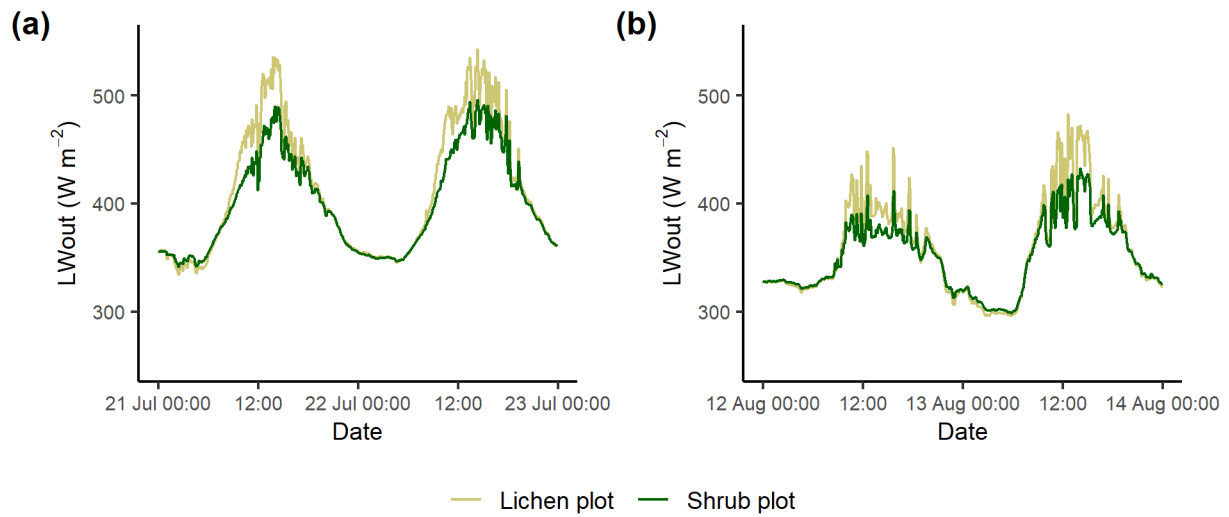 (a)
LWout (W m⁻²)
500
400
300
21 Jul 00:00 12:00 22 Jul 00:00 12:00 23 Jul 00:00
Date
(b)
LWout (W m⁻²)
500
400
300
12 Aug 00:00 12:00 13 Aug 00:00 12:00 14 Aug 00:00
Date
Lichen plot Shrub plot